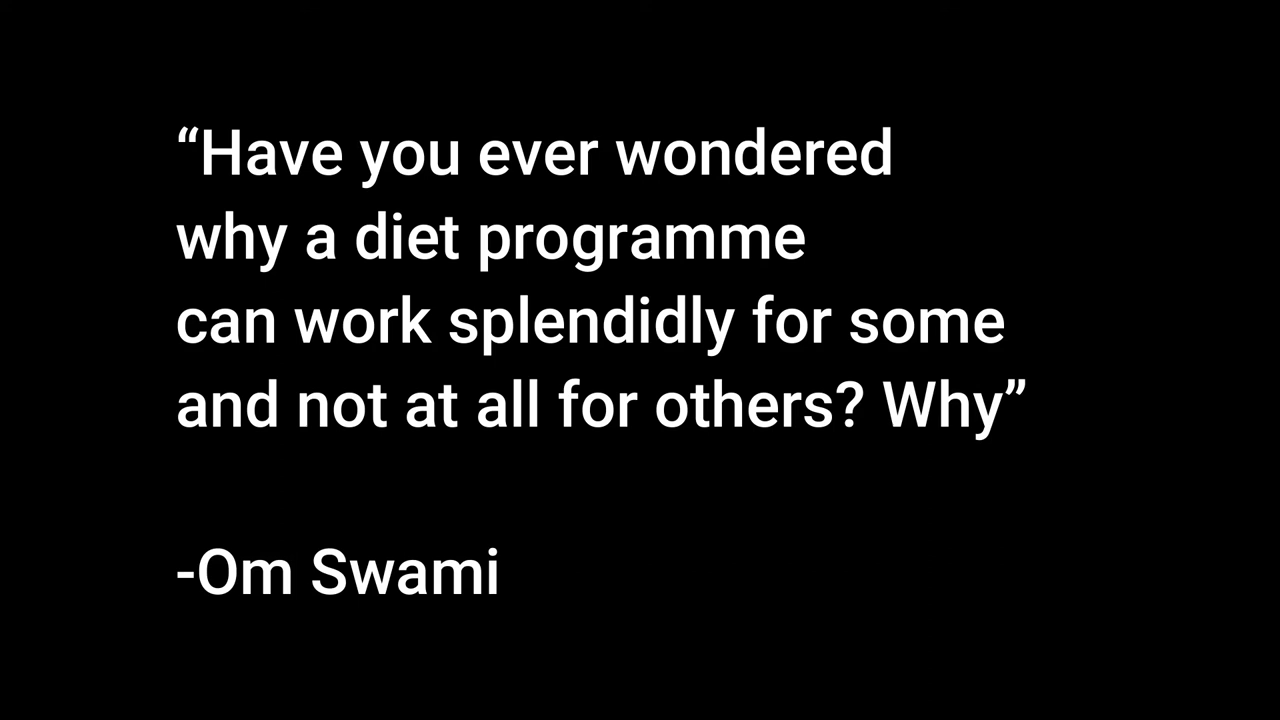 “Have you ever wondered
why a diet programme
can work splendidly for some
and not at all for others? Why”
-Om Swami